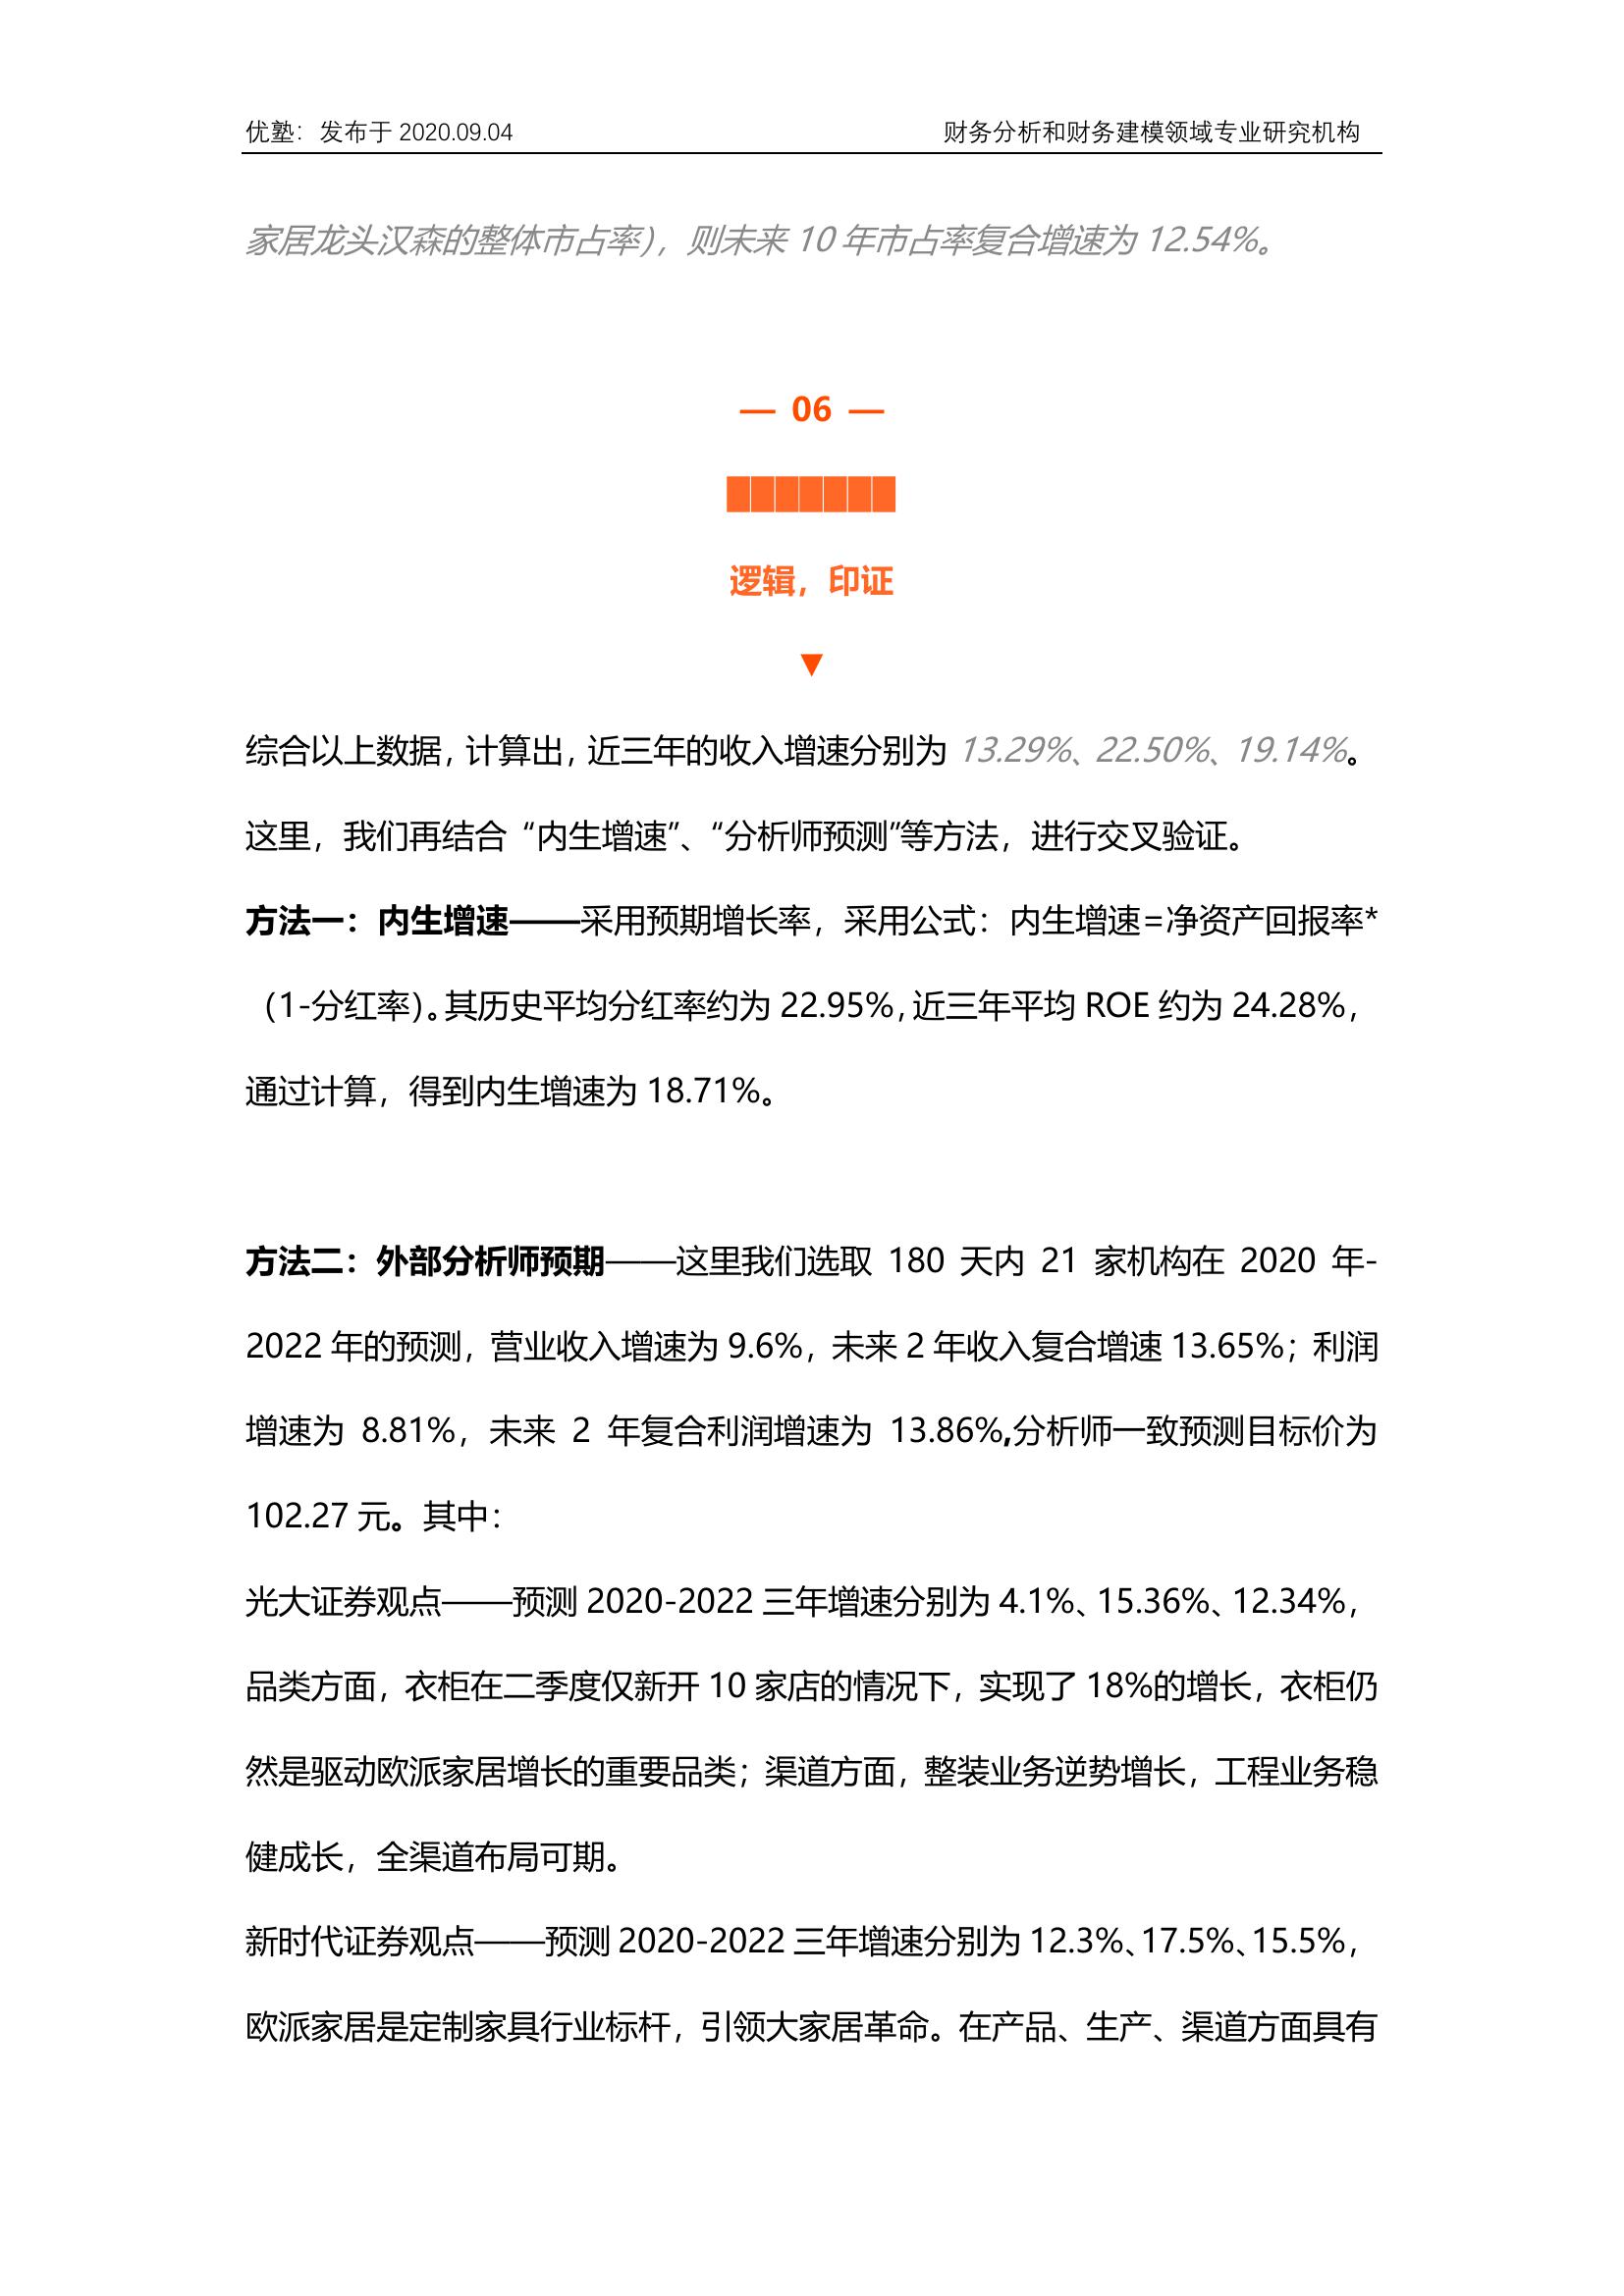 优塾：发布于 2020.09.04 财务分析和财务建模领域专业研究机构
家居龙头汉森的整体市占率），则未来 10 年市占率复合增速为 12.54%。
— 06 —
███████
逻辑，印证
▼
综合以上数据，计算出，近三年的收入增速分别为 13.29%、22.50%、19.14%。
这里，我们再结合“内生增速”、“分析师预测”等方法，进行交叉验证。
方法一：内生增速——采用预期增长率，采用公式：内生增速=净资产回报率*
（1-分红率）。其历史平均分红率约为 22.95%，近三年平均 ROE 约为 24.28%，
通过计算，得到内生增速为 18.71%。
方法二：外部分析师预期——这里我们选取 180 天内 21 家机构在 2020 年-
2022 年的预测，营业收入增速为 9.6%，未来 2 年收入复合增速 13.65%；利润
增速为 8.81%，未来 2 年复合利润增速为 13.86%,分析师一致预测目标价为
102.27 元。其中：
光大证券观点——预测 2020-2022 三年增速分别为 4.1%、15.36%、12.34%，
品类方面，衣柜在二季度仅新开 10 家店的情况下，实现了 18%的增长，衣柜仍
然是驱动欧派家居增长的重要品类；渠道方面，整装业务逆势增长，工程业务稳
健成长，全渠道布局可期。
新时代证券观点——预测 2020-2022 三年增速分别为 12.3%、17.5%、15.5%，
欧派家居是定制家具行业标杆，引领大家居革命。在产品、生产、渠道方面具有